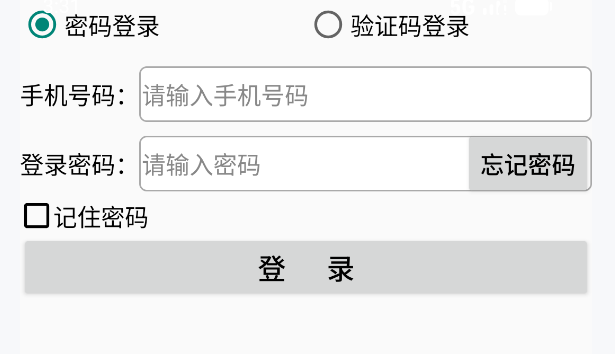 密码登录 验证码登录
手机号码： 请输入手机号码
登录密码： 请输入密码 忘记密码
记住密码
登 录